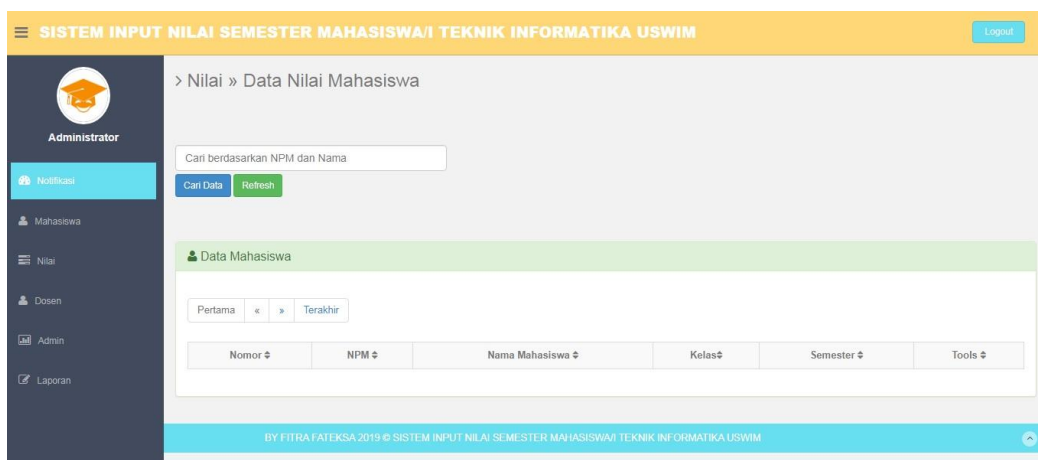 SISTEM INPUT NILAI SEMESTER MAHASISWA/I TEKNIK INFORMATIKA USWIM
Logout
Administrator
Notifikasi
Mahasiswa
Nilai
Dosen
Admin
Laporan
> Nilai » Data Nilai Mahasiswa
Cari berdasarkan NPM dan Nama
Cari Data Refresh
Data Mahasiswa
Pertama « » Terakhir
Nomor NPM Nama Mahasiswa Kelas Semester Tools
BY FITRA FATEKSA 2019 © SISTEM INPUT NILAI SEMESTER MAHASISWA/I TEKNIK INFORMATIKA USWIM